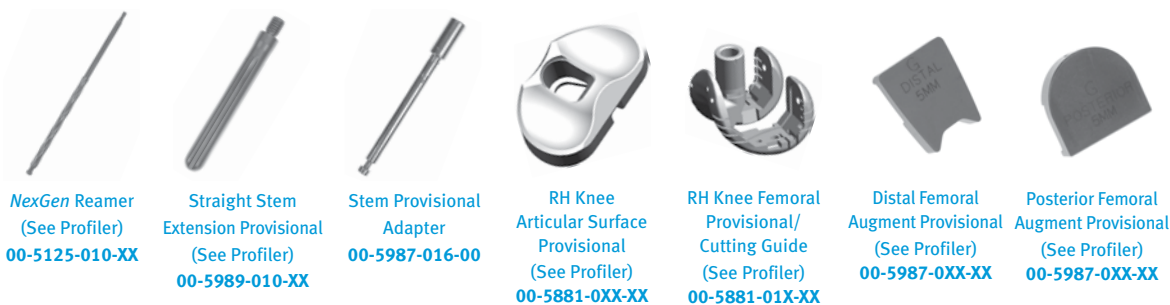 G
DISTAL
5MM
G
POSTERIOR
5MM
NexGen Reamer
(See Profiler)
00-5125-010-XX
Straight Stem
Extension Provisional
(See Profiler)
00-5989-010-XX
Stem Provisional
Adapter
00-5987-016-00
RH Knee
Articular Surface
Provisional
(See Profiler)
00-5881-0XX-XX
RH Knee Femoral
Provisional/
Cutting Guide
(See Profiler)
00-5881-01X-XX
Distal Femoral
Augment Provisional
(See Profiler)
00-5987-0XX-XX
Posterior Femoral
Augment Provisional
(See Profiler)
00-5987-0XX-XX